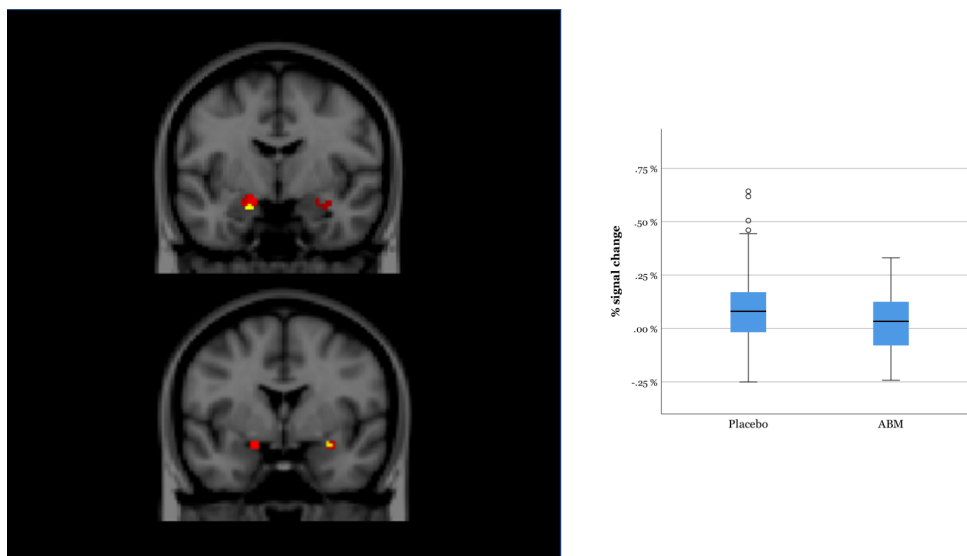 % signal change
.75 %
.50 %
.25 %
.00 %
-.25 %
Placebo
ABM